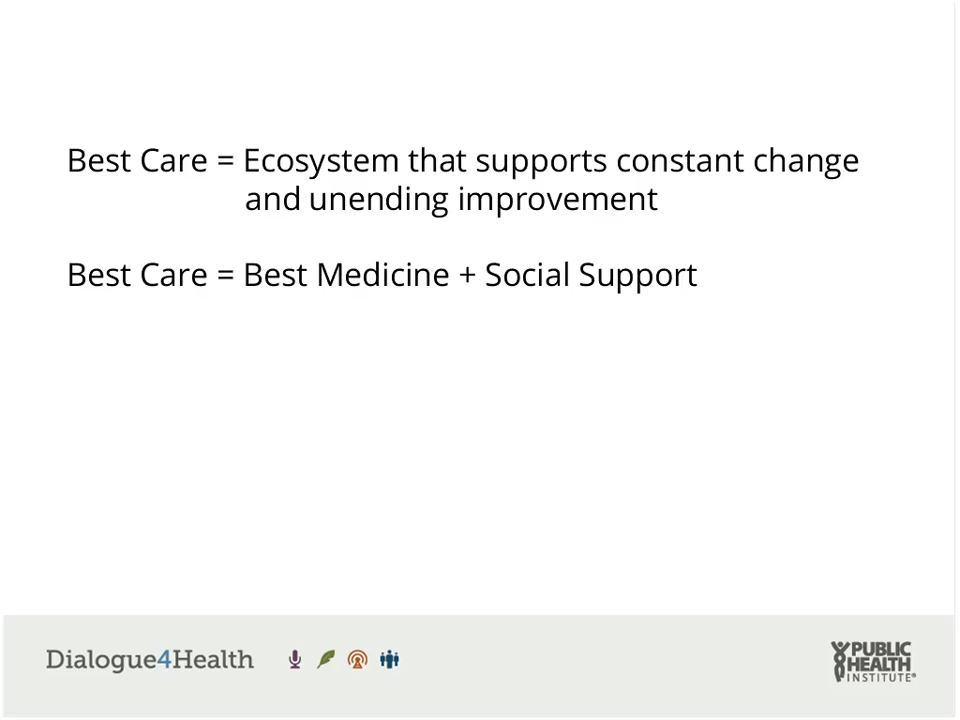 Best Care = Ecosystem that supports constant change
and unending improvement
Best Care = Best Medicine + Social Support
Dialogue4Health
PUBLIC
HEALTH
INSTITUTE®